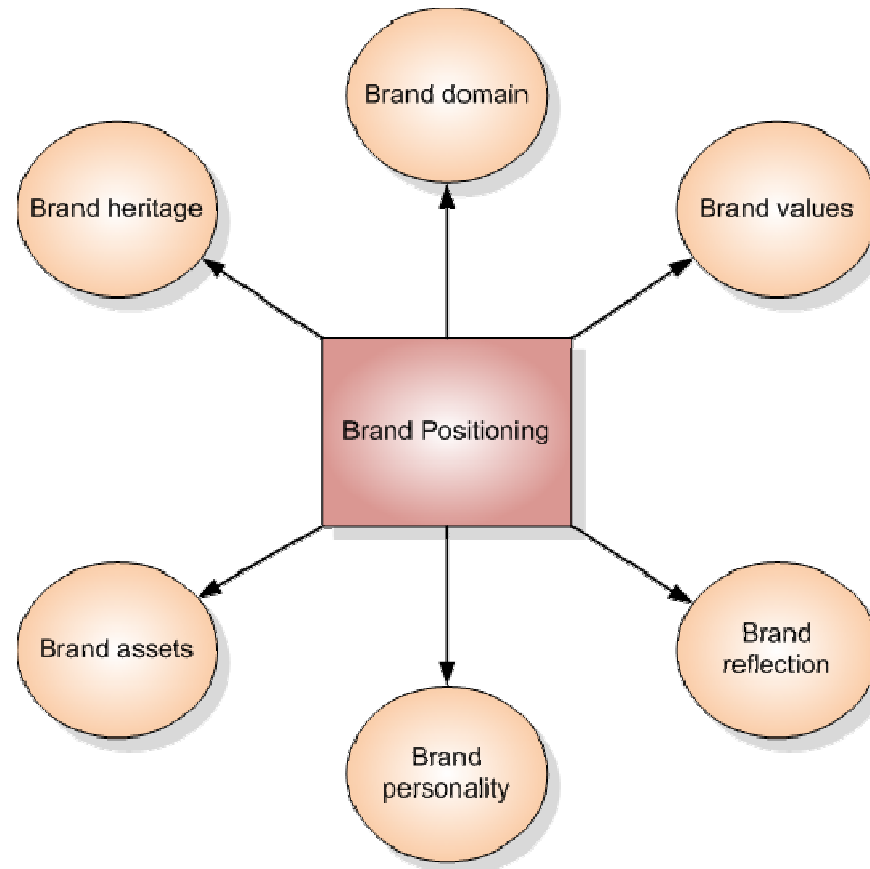 Brand domain
Brand heritage
Brand values
Brand Positioning
Brand assets
Brand
reflection
Brand
personality